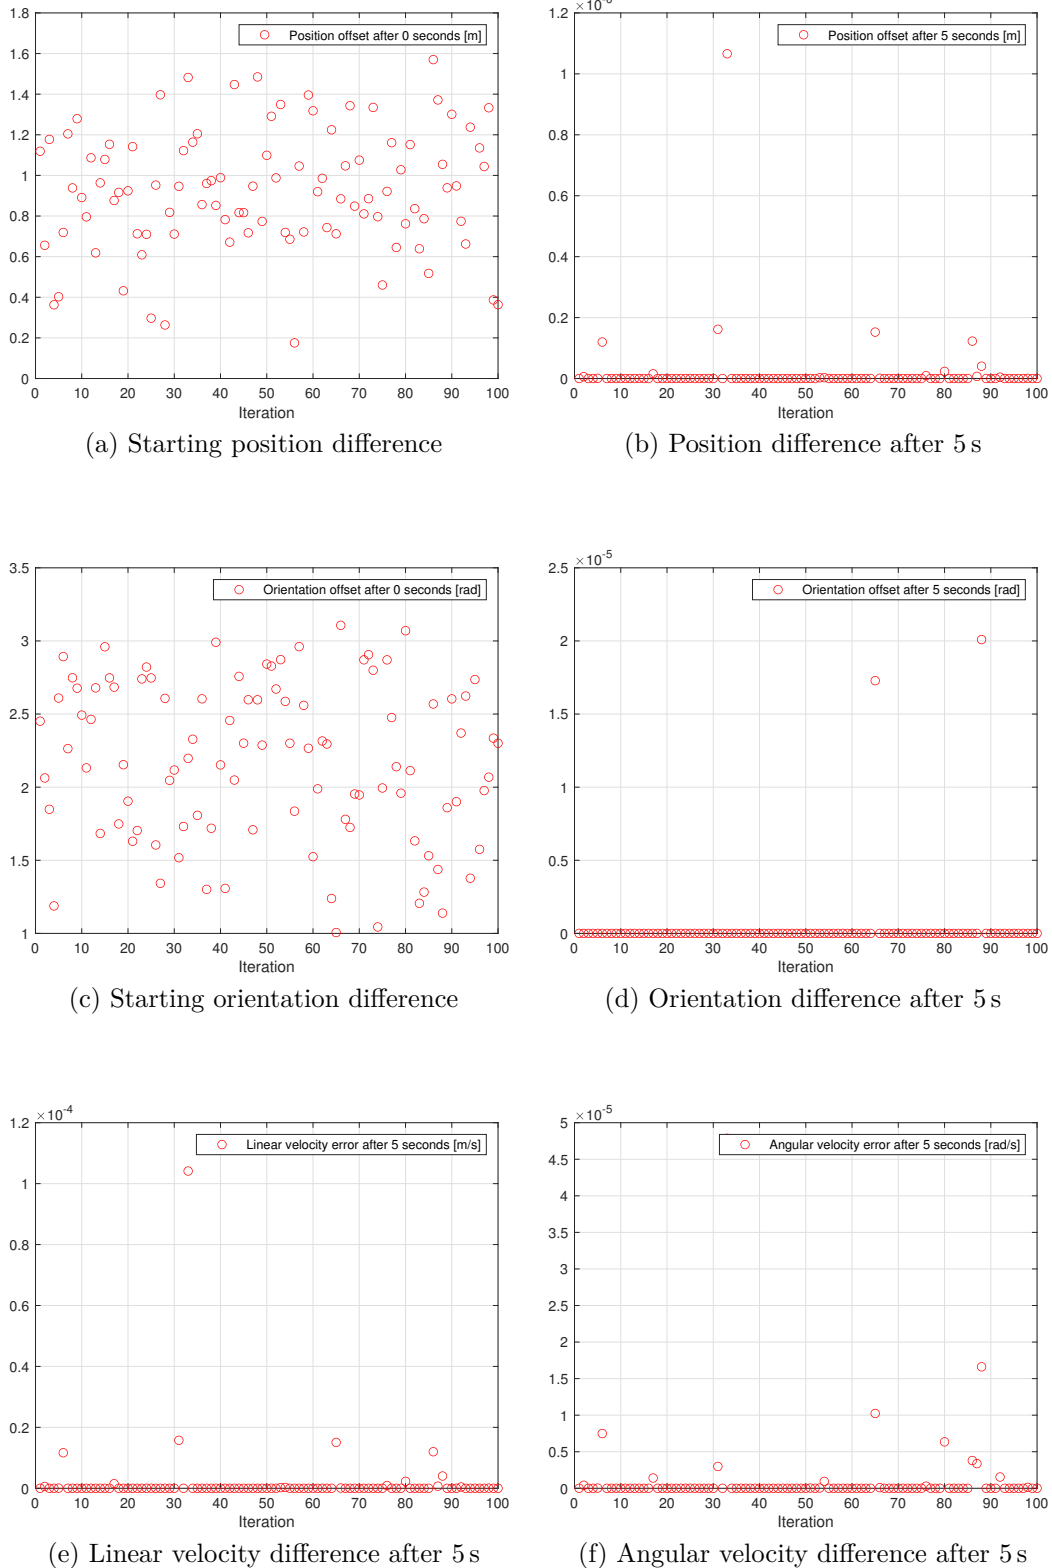 1.8
1.6
1.4
1.2
1
0.8
0.6
0.4
0.2
0
0 10 20 30 40 50 60 70 80 90 100
Position offset after 0 seconds [m]
Iteration
(a) Starting position difference
1.2
1
0.8
0.6
0.4
0.2
0
0 10 20 30 40 50 60 70 80 90 100
Position offset after 5 seconds [m]
Iteration
(b) Position difference after 5 s
3.5
3
2.5
2
1.5
1
0 10 20 30 40 50 60 70 80 90 100
Orientation offset after 0 seconds [rad]
Iteration
(c) Starting orientation difference
×10-5
2.5
2
1.5
1
0.5
0
0 10 20 30 40 50 60 70 80 90 100
Orientation offset after 5 seconds [rad]
Iteration
(d) Orientation difference after 5 s
×10-4
1.2
1
0.8
0.6
0.4
0.2
0
0 10 20 30 40 50 60 70 80 90 100
Linear velocity error after 5 seconds [m/s]
Iteration
(e) Linear velocity difference after 5 s
×10-5
5
4.5
4
3.5
3
2.5
2
1.5
1
0.5
0
0 10 20 30 40 50 60 70 80 90 100
Angular velocity error after 5 seconds [rad/s]
Iteration
(f) Angular velocity difference after 5 s